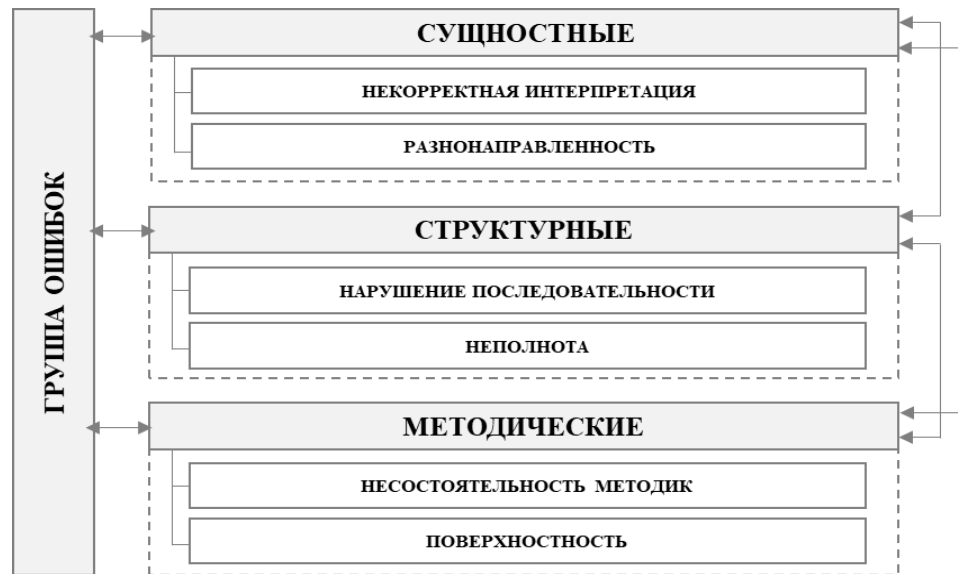 ГРУППА ОШИБОК
СУЩНОСТНЫЕ
НЕКОРРЕКТНАЯ ИНТЕРПРЕТАЦИЯ
РАЗНОНАПРАВЛЕННОСТЬ
СТРУКТУРНЫЕ
НАРУШЕНИЕ ПОСЛЕДОВАТЕЛЬНОСТИ
НЕПОЛНОТА
МЕТОДИЧЕСКИЕ
НЕСОСТОЯТЕЛЬНОСТЬ МЕТОДИК
ПОВЕРХНОСТНОСТЬ